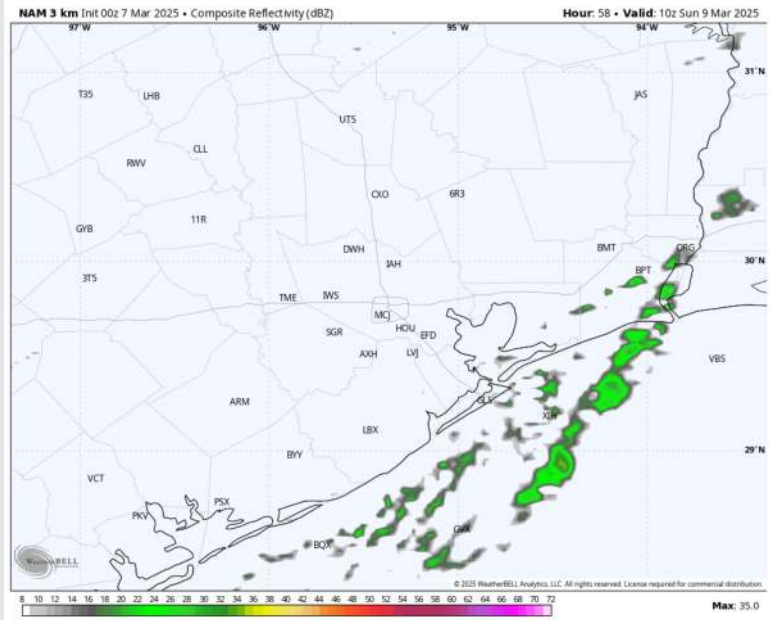 NAM 3 km Init 00z 7 Mar 2025 • Composite Reflectivity (dBZ) Hour: 58 • Valid: 10z Sun 9 Mar 2025
97°W 96°W 95°W 94°W
31°N
T35 LHB JAS
UTS
CLL
RWV
CXO 6R3
11R
GYB
DWH BMT ORG
30°N
IAH
BPT
3T5
TME IWS
MCJ
SGR HOU EFD
AXH LVJ VBS
ARM GLS
XIH
LBX
29°N
BYY
VCT
PSX
PKV
GVX
BQX
WeatherBELL
© 2025 WeatherBELL Analytics, LLC. All rights reserved. License required for commercial distribution.
8 10 12 14 16 18 20 22 24 26 28 30 32 34 36 38 40 42 44 46 48 50 52 54 56 58 60 62 64 66 68 70 72 Max: 35.0